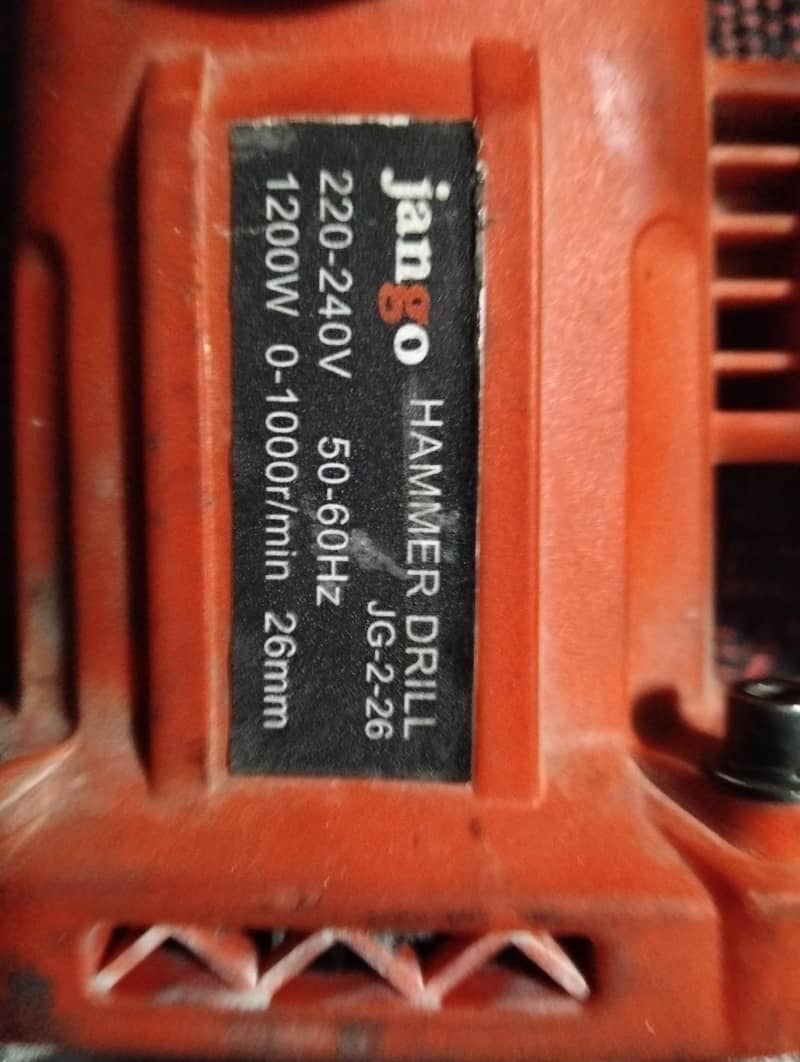 jango HAMMER DRILL
JG-2-26
220-240V 50-60Hz
1200W 0-1000r/min 26mm